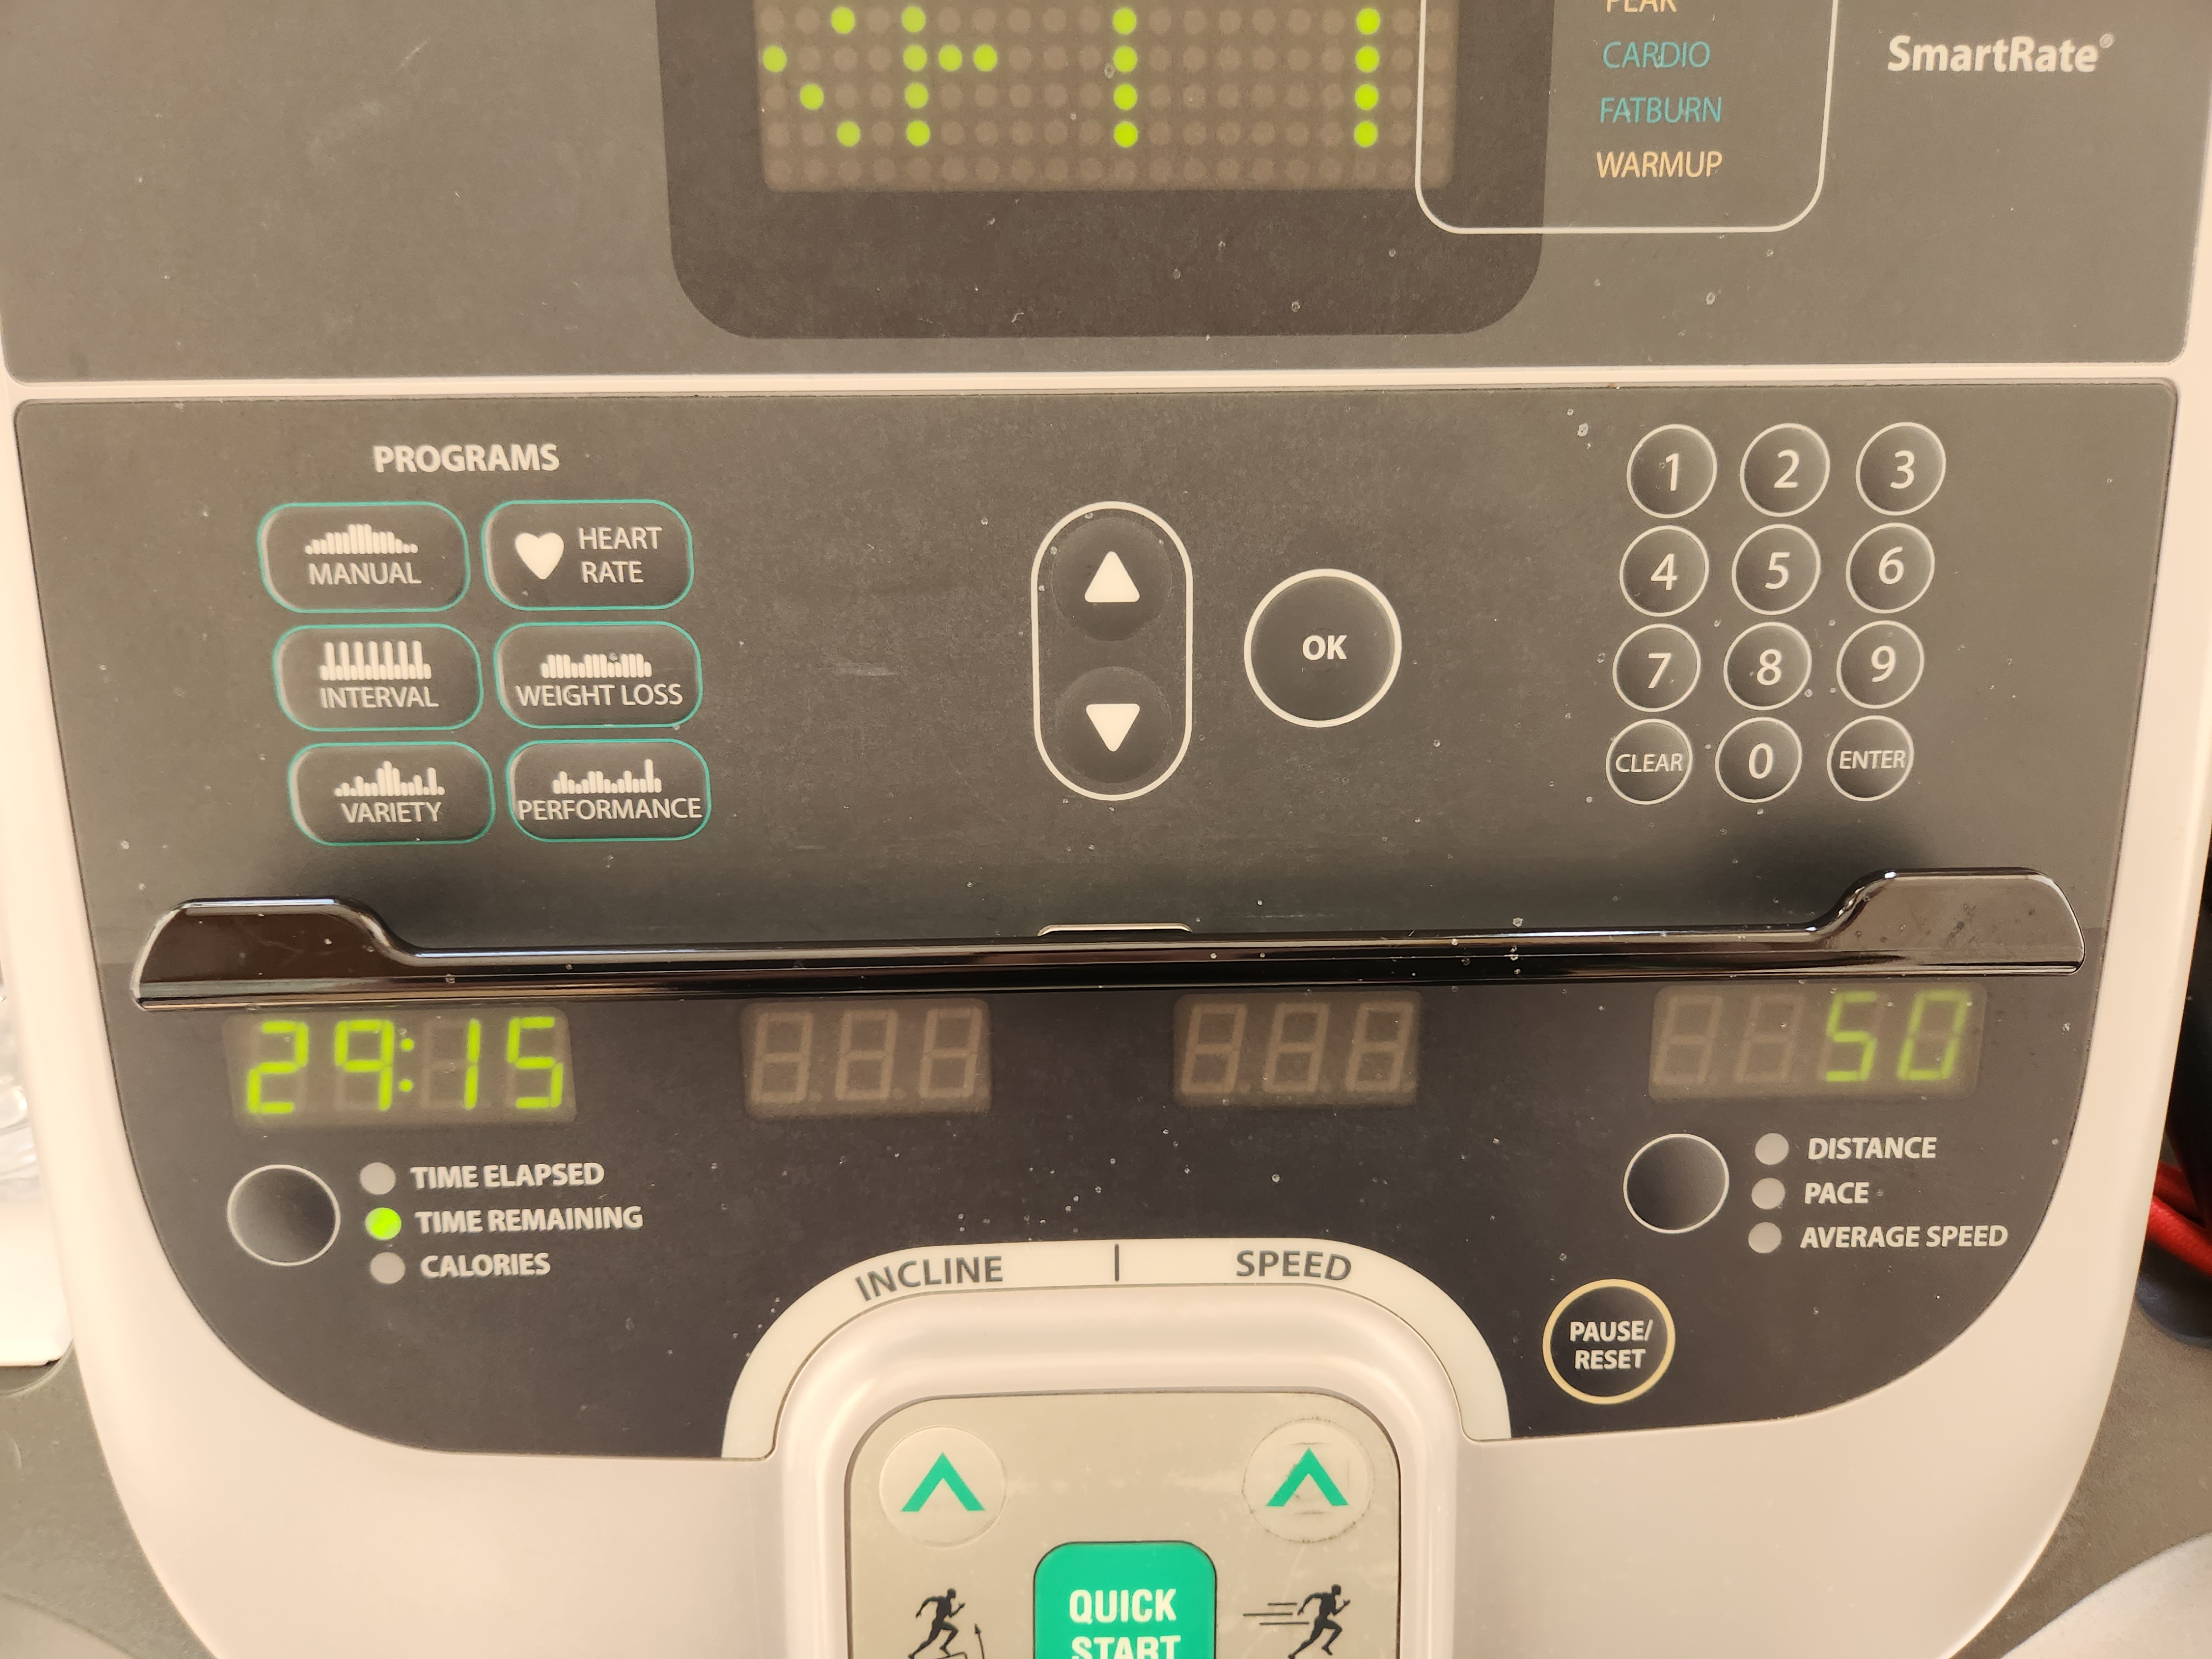 PEAK
CARDIO
FATBURN
WARMUP
SmartRate®
PROGRAMS
MANUAL
HEART
RATE
INTERVAL
WEIGHT LOSS
VARIETY
PERFORMANCE
OK
1 2 3
4 5 6
7 8 9
CLEAR 0 ENTER
29:15
50
TIME ELAPSED
TIME REMAINING
CALORIES
DISTANCE
PACE
AVERAGE SPEED
INCLINE | SPEED
PAUSE/
RESET
QUICK
START